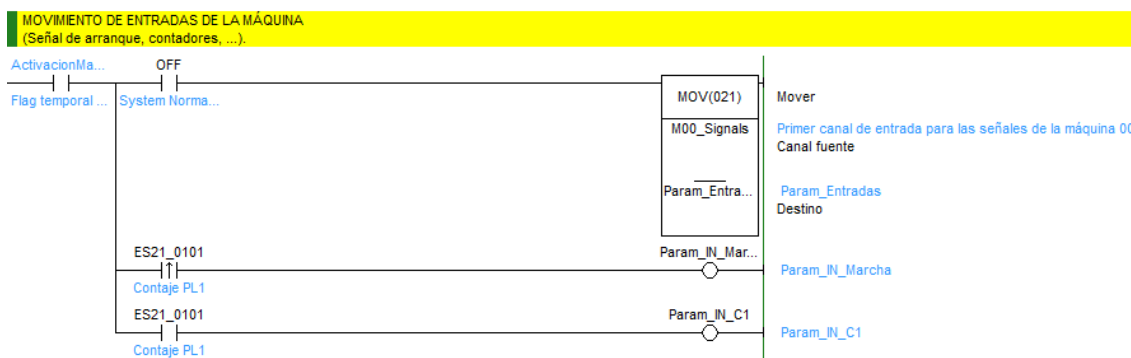 MOVIMIENTO DE ENTRADAS DE LA MÁQUINA
(Señal de arranque, contadores, ...).
ActivacionMa...
OFF
Flag temporal ...
System Norma...
MOV(021)
Mover
M00_Signals
Primer canal de entrada para las señales de la máquina 00
Canal fuente
Param_Entra...
Param_Entradas
Destino
ES21_0101
Param_IN_Mar...
Param_IN_Marcha
Contaje PL1
ES21_0101
Param_IN_C1
Param_IN_C1
Contaje PL1